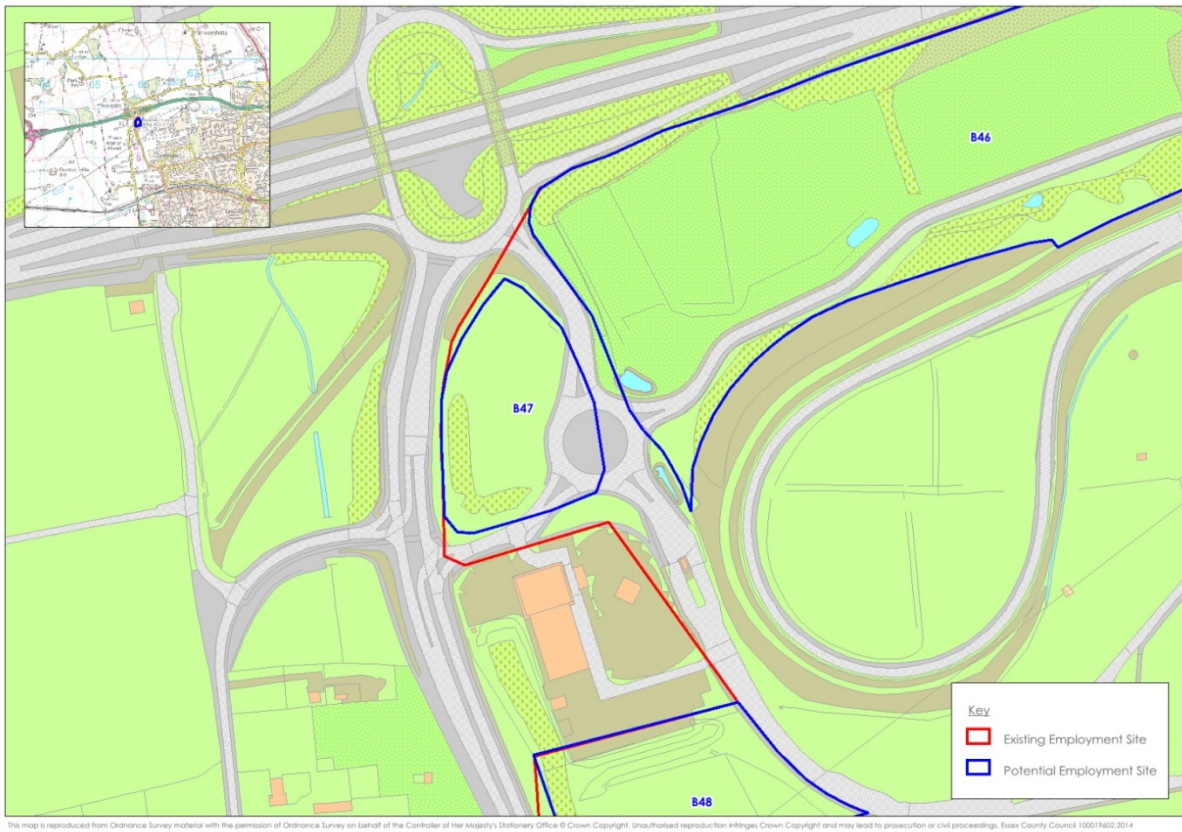 B46
B47
B48
Key
Existing Employment Site
Potential Employment Site
This map is reproduced from Ordnance Survey material with the permission of Ordnance Survey on behalf of the Controller of Her Majesty's Stationery Office © Crown Copyright. Unauthorised reproduction infringes Crown Copyright and may lead to prosecution or civil proceedings. Essex County Council 100019602,2014